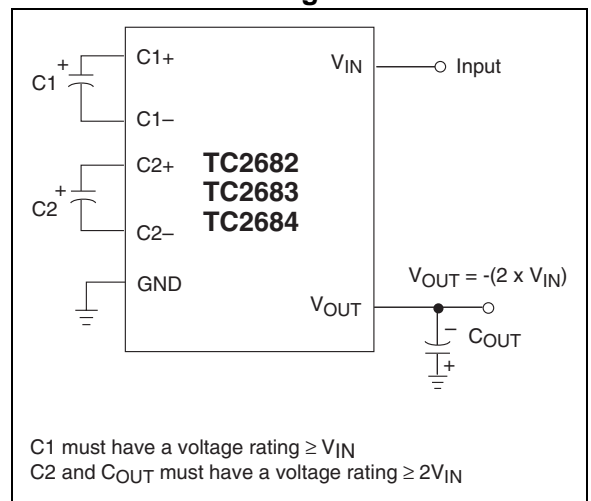 C1+
+
C1
VIN
Input
C1–
C2+
+
C2
TC2682
TC2683
TC2684
C2–
GND
VOUT = -(2 x VIN)
VOUT
–
COUT
+
C1 must have a voltage rating ≥ VIN
C2 and COUT must have a voltage rating ≥ 2VIN